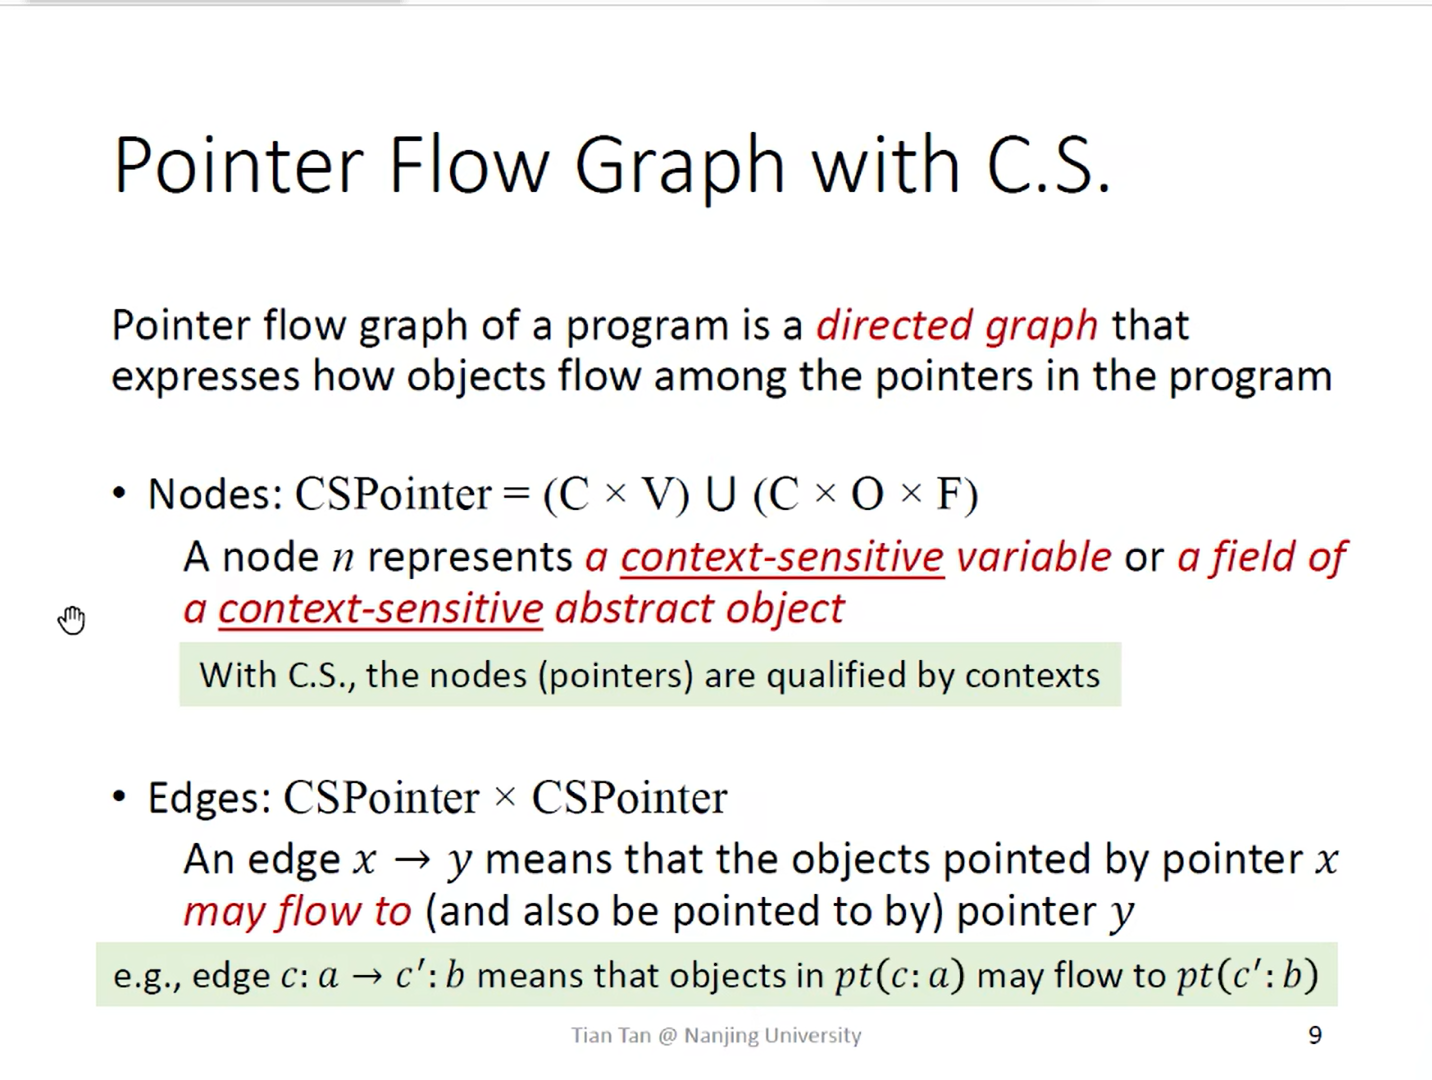 Pointer Flow Graph with C.S.
Pointer flow graph of a program is a directed graph that
expresses how objects flow among the pointers in the program
• Nodes: CSPointer = (C × V) ⋃ (C × O × F)
A node n represents a context-sensitive variable or a field of
a context-sensitive abstract object
With C.S., the nodes (pointers) are qualified by contexts
• Edges: CSPointer × CSPointer
An edge x → y means that the objects pointed by pointer x
may flow to (and also be pointed to by) pointer y
e.g., edge c: a → c′: b means that objects in pt(c: a) may flow to pt(c′: b)
Tian Tan @ Nanjing University
9